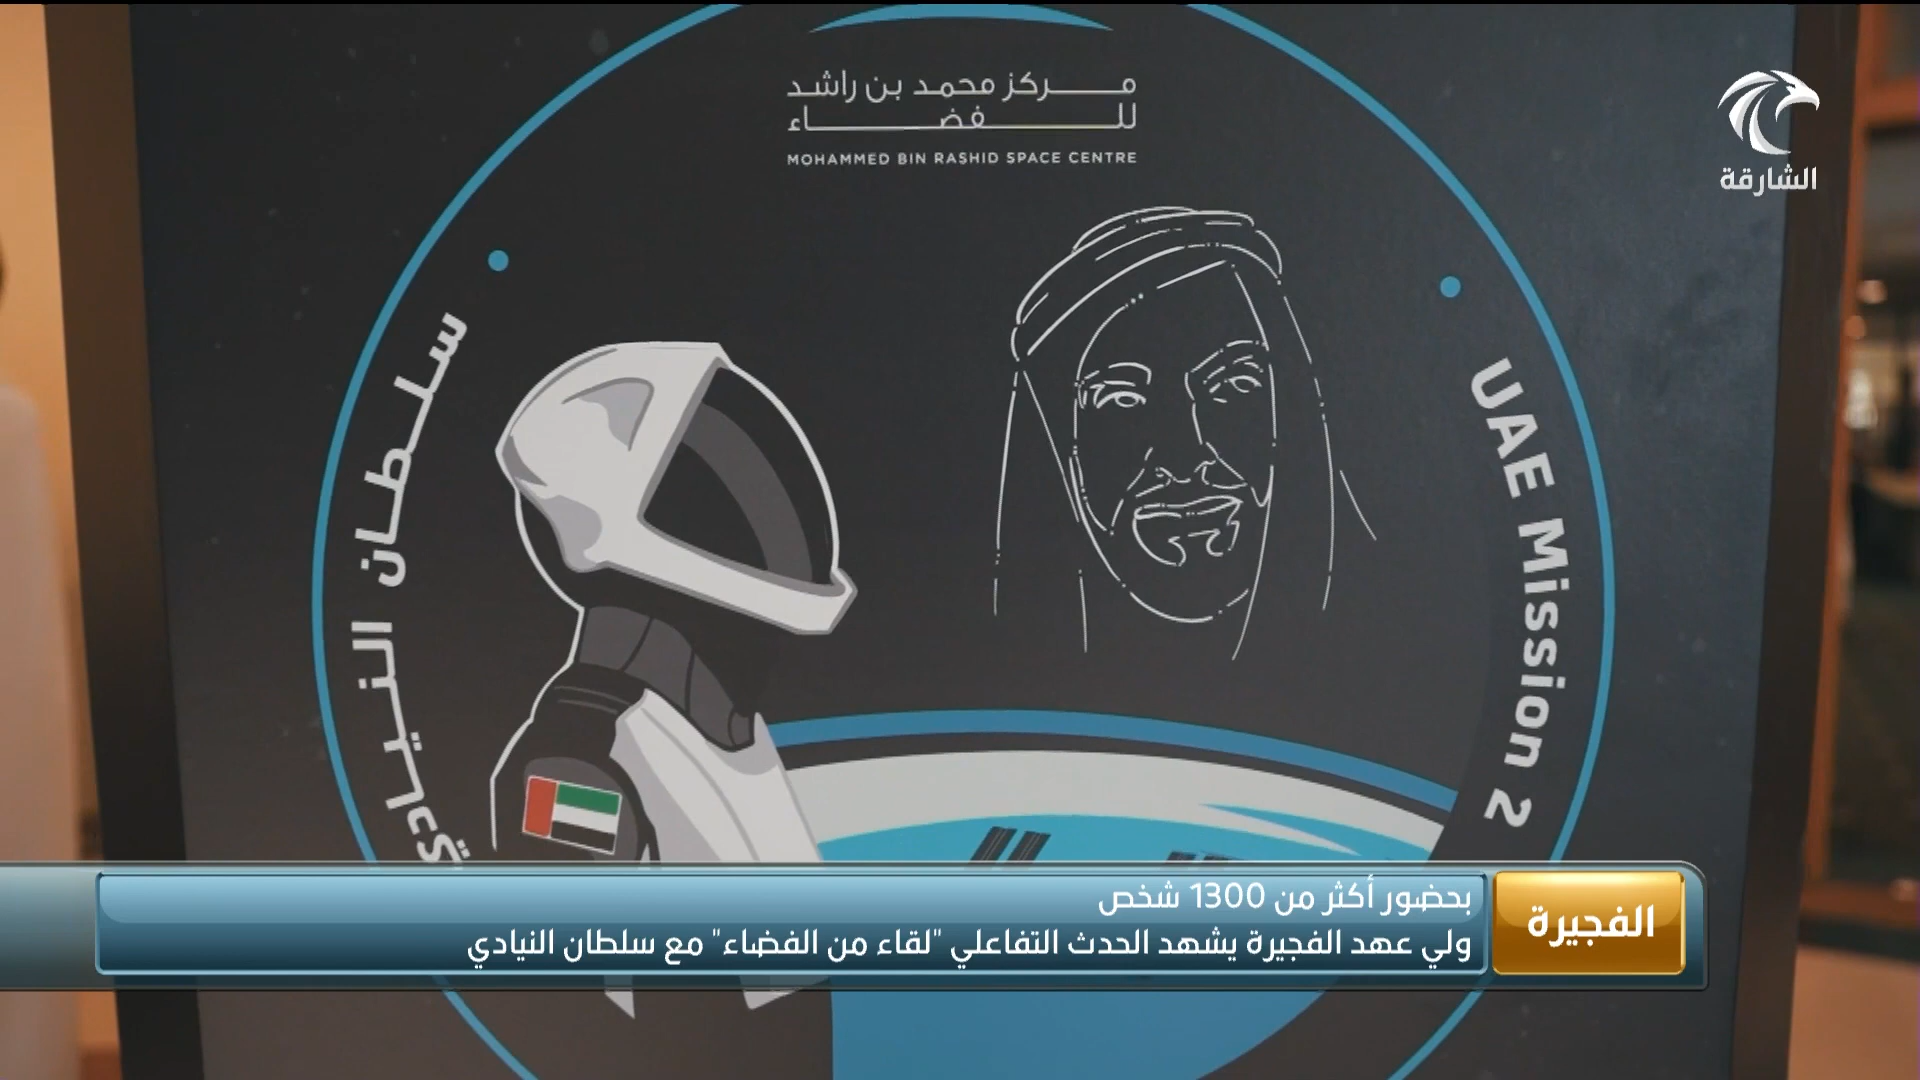 مركز محمد بن راشد
للفضاء
MOHAMMED BIN RASHID SPACE CENTRE
الشارقة
سلطان النيادي
UAE Mission 2
الفجيرة
بحضور أكثر من 1300 شخص
ولي عهد الفجيرة يشهد الحدث التفاعلي "لقاء من الفضاء" مع سلطان النيادي